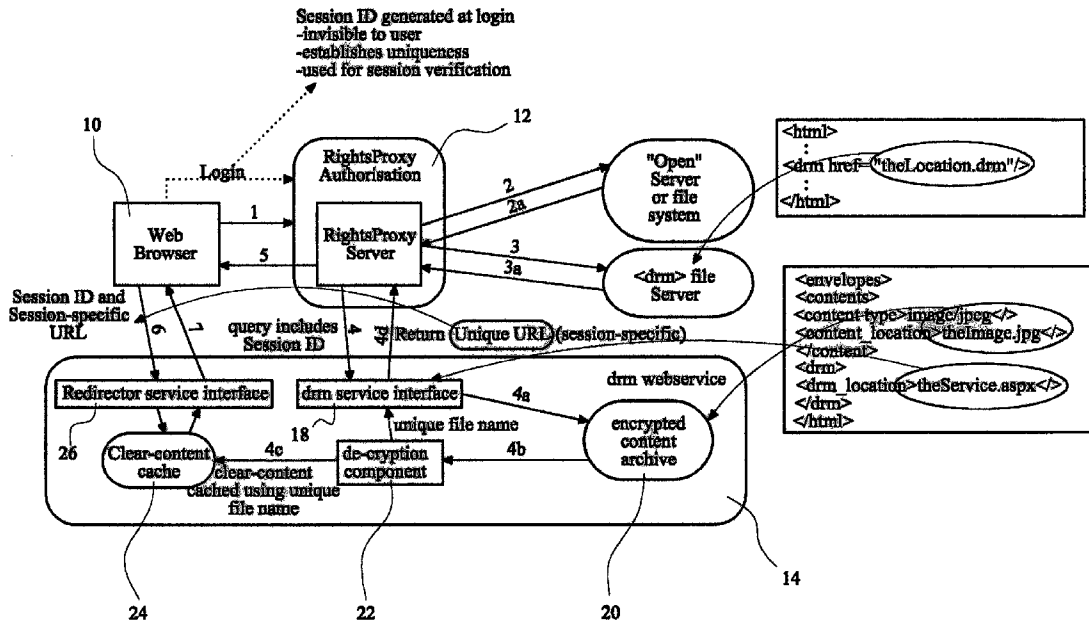 Session ID generated at login
-invisible to user
-establishes uniqueness
-used for session verification
10
12
Login
RightsProxy
Authorisation
"Open"
Server
or file
system
<html>
⋮
<drm href="theLocation.drm"/>
⋮
</html>
Web
Browser
1
5
RightsProxy
Server
2
2a
3
3a
<drm> file
Server
<envelopes>
<contents>
<content type>image/jpeg</>
<content_location>theImage.jpg</>
</content>
<drm>
<drm_location>theService.aspx</>
</drm>
</html>
Session ID and
Session-specific
URL
6
7
query includes
Session ID
4
4d
Return Unique URL (session-specific)
drm webservice
Redirector service interface
drm service interface
4a
26
18
unique file name
encrypted
content
archive
Clear-content
cache
4c
de-cryption
component
4b
clear-content
cached using unique
file name
14
24
22
20